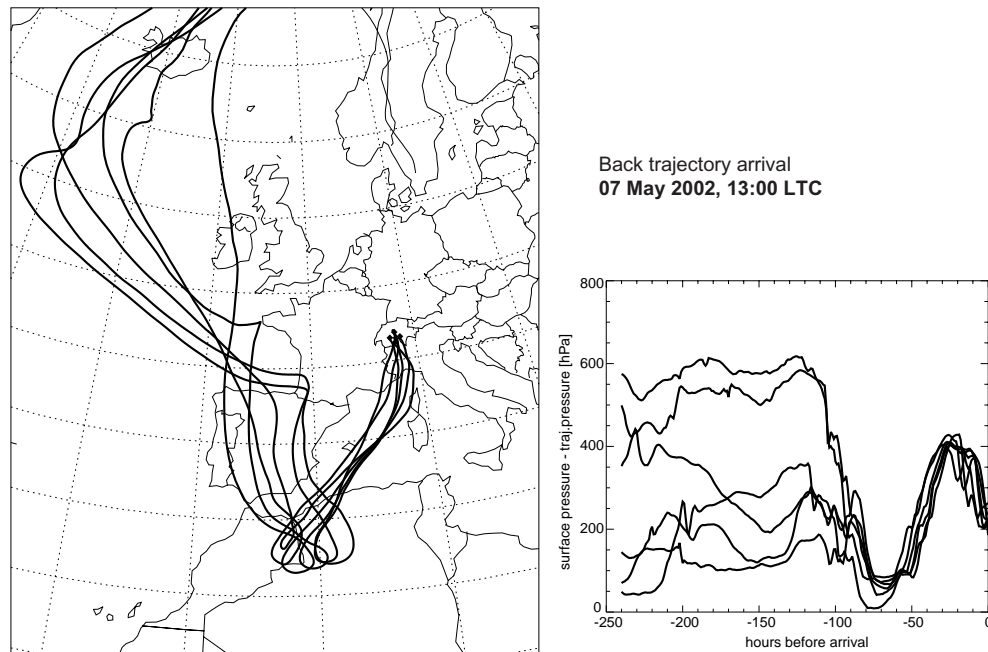 Back trajectory arrival
07 May 2002, 13:00 LTC
800
600
400
200
0
surface pressure - traj.pressure [hPa]
-250
-200
-150
-100
-50
0
hours before arrival